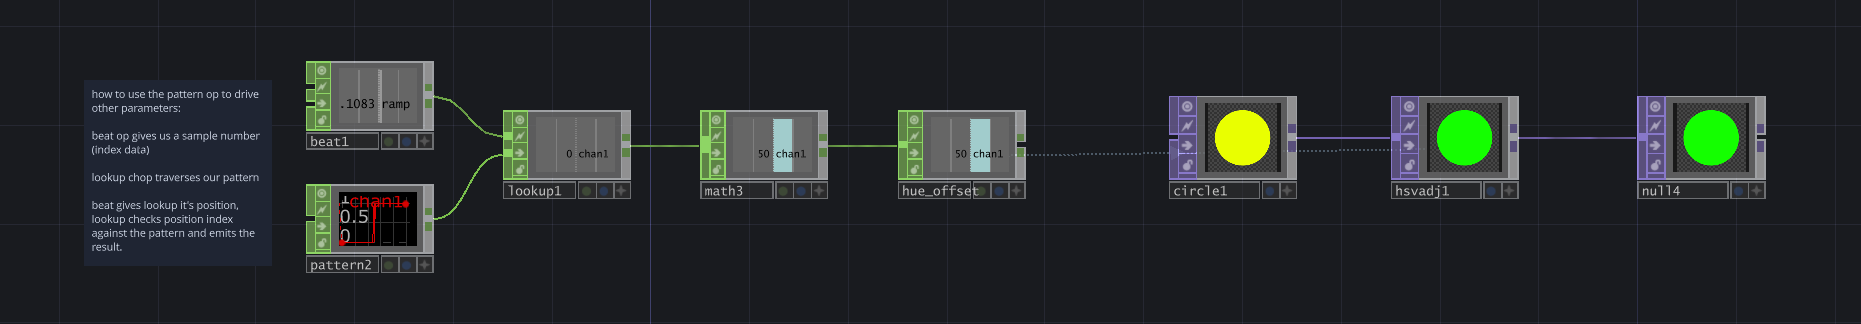 how to use the pattern op to drive
other parameters:
beat op gives us a sample number
(index data)
lookup chop traverses our pattern
beat gives lookup it's position,
lookup checks position index
against the pattern and emits the
result.
.1083 ramp
beat1
chan1
0.5
0
pattern2
0 chan1
lookup1
50 chan1
math3
50 chan1
hue_offset
circle1
hsvadj1
null4